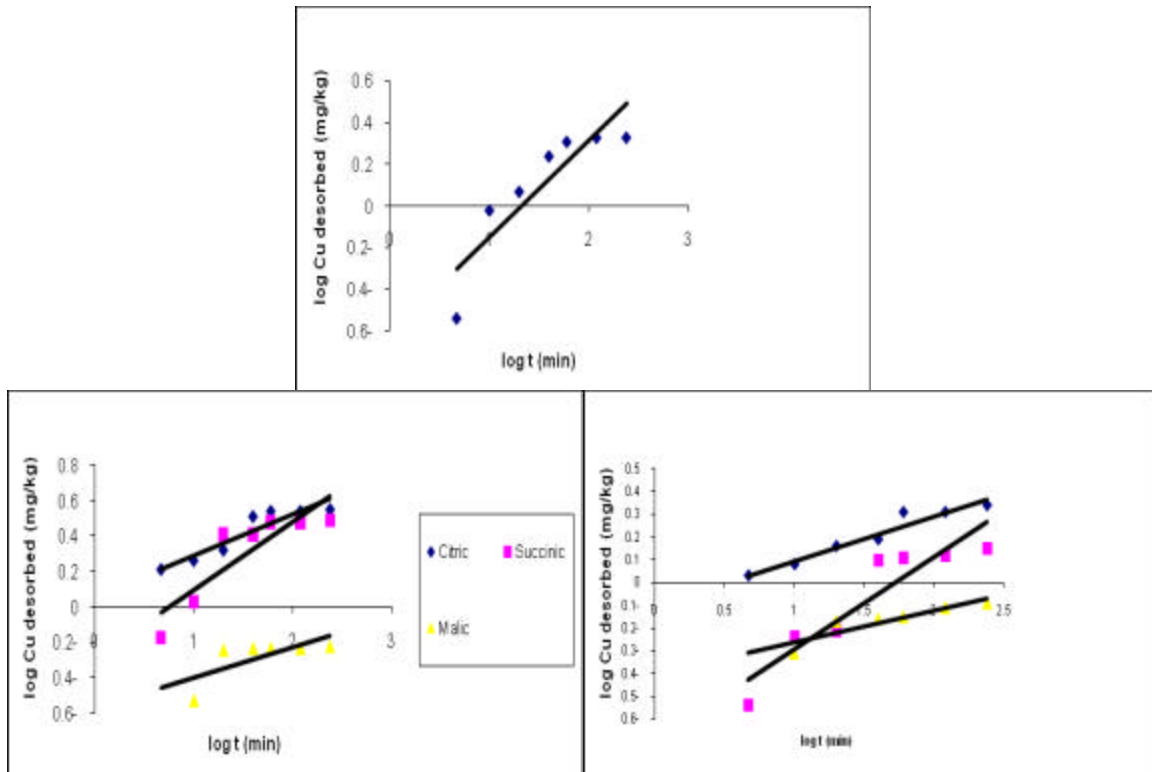 log Cu desorbed (mg/kg)
0.6
0.4
0.2
0
0.2-
0.4-
0.6-
0 1 2 3
log t (min)
log Cu desorbed (mg/kg)
0.8
0.6
0.4
0.2
0
0.2-
0.4-
0.6-
0 1 2 3
log t (min)
Citric Succinic
Malic
log Cu desorbed (mg/kg)
0.5
0.4
0.3
0.2
0.1
0
0.1-
0.2-
0.3-
0.4-
0.5-
0.6-
0 0.5 1 1.5 2 2.5
log t (min)